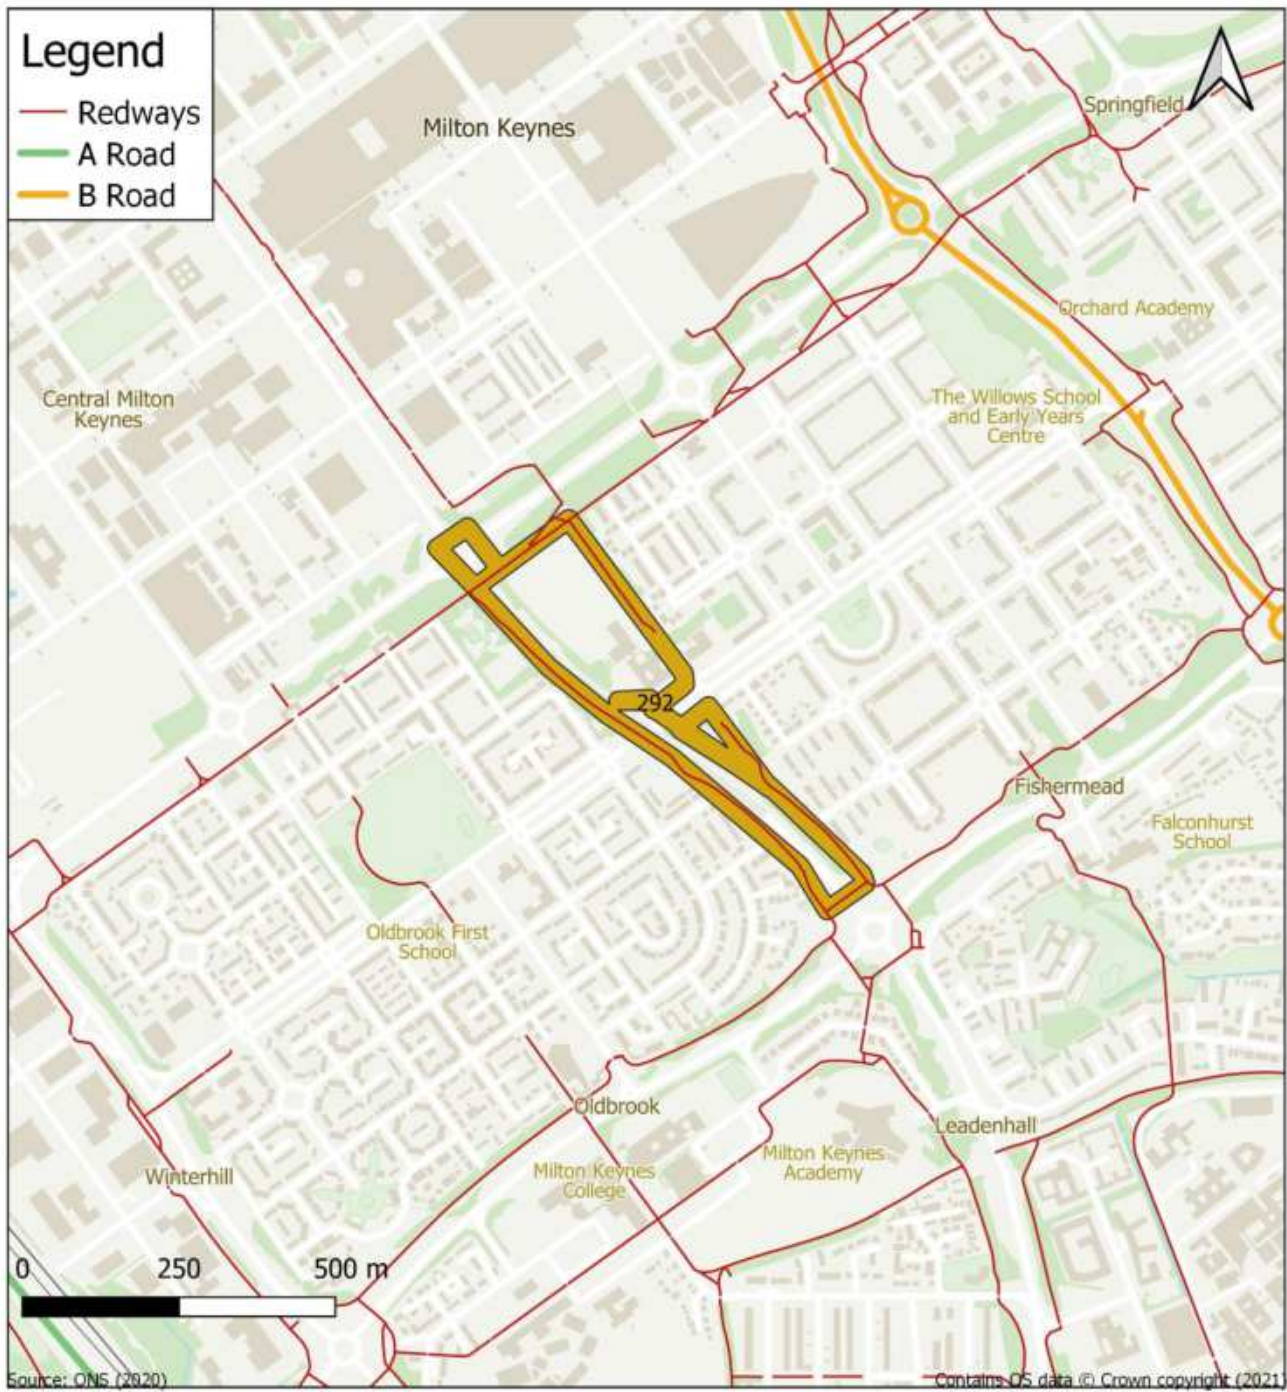 Legend
Redways
A Road
B Road
Milton Keynes
Springfield
Orchard Academy
Central Milton
Keynes
The Willows School
and Early Years
Centre
292
Fishermead
Falconhurst
School
Oldbrook First
School
Oldbrook
Leadenhall
Milton Keynes
Academy
Milton Keynes
College
Winterhill
0 250 500 m
Source: ONS (2020)
Contains OS data © Crown copyright (2021)